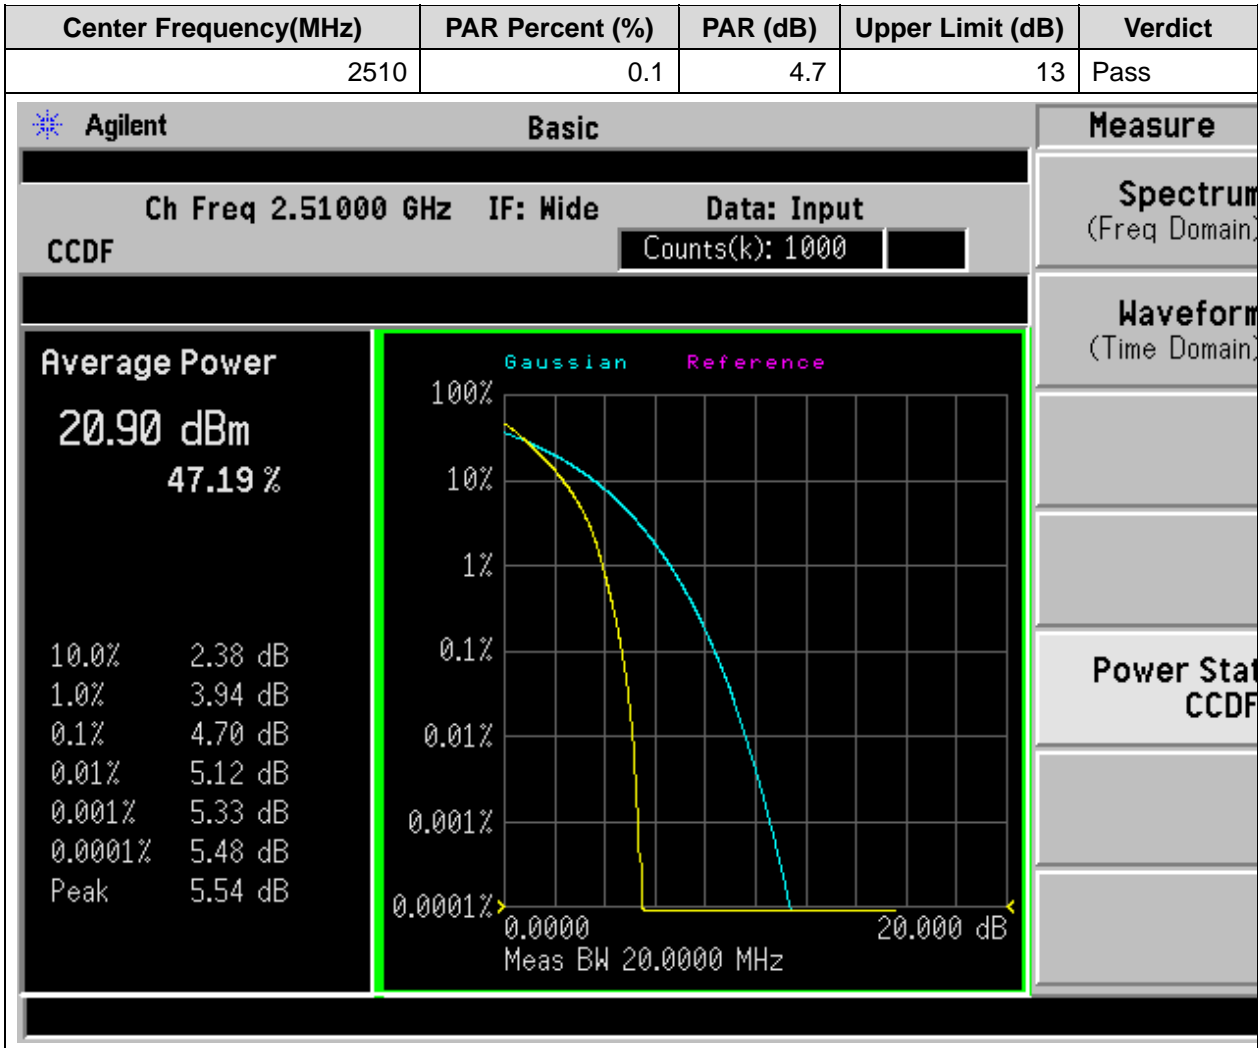 Center Frequency(MHz) PAR Percent (%) PAR (dB) Upper Limit (dB) Verdict
2510 0.1 4.7 13 Pass
Agilent Basic Measure
Ch Freq 2.51000 GHz IF: Wide Data: Input
CCDF Counts(k): 1000
Spectrum
(Freq Domain)
Waveform
(Time Domain)
Power Stat
CCDF
Average Power
20.90 dBm
47.19 %
10.0% 2.38 dB
1.0% 3.94 dB
0.1% 4.70 dB
0.01% 5.12 dB
0.001% 5.33 dB
0.0001% 5.48 dB
Peak 5.54 dB
Gaussian Reference
100%
10%
1%
0.1%
0.01%
0.001%
0.0001%
0.0000 20.000 dB
Meas BW 20.0000 MHz